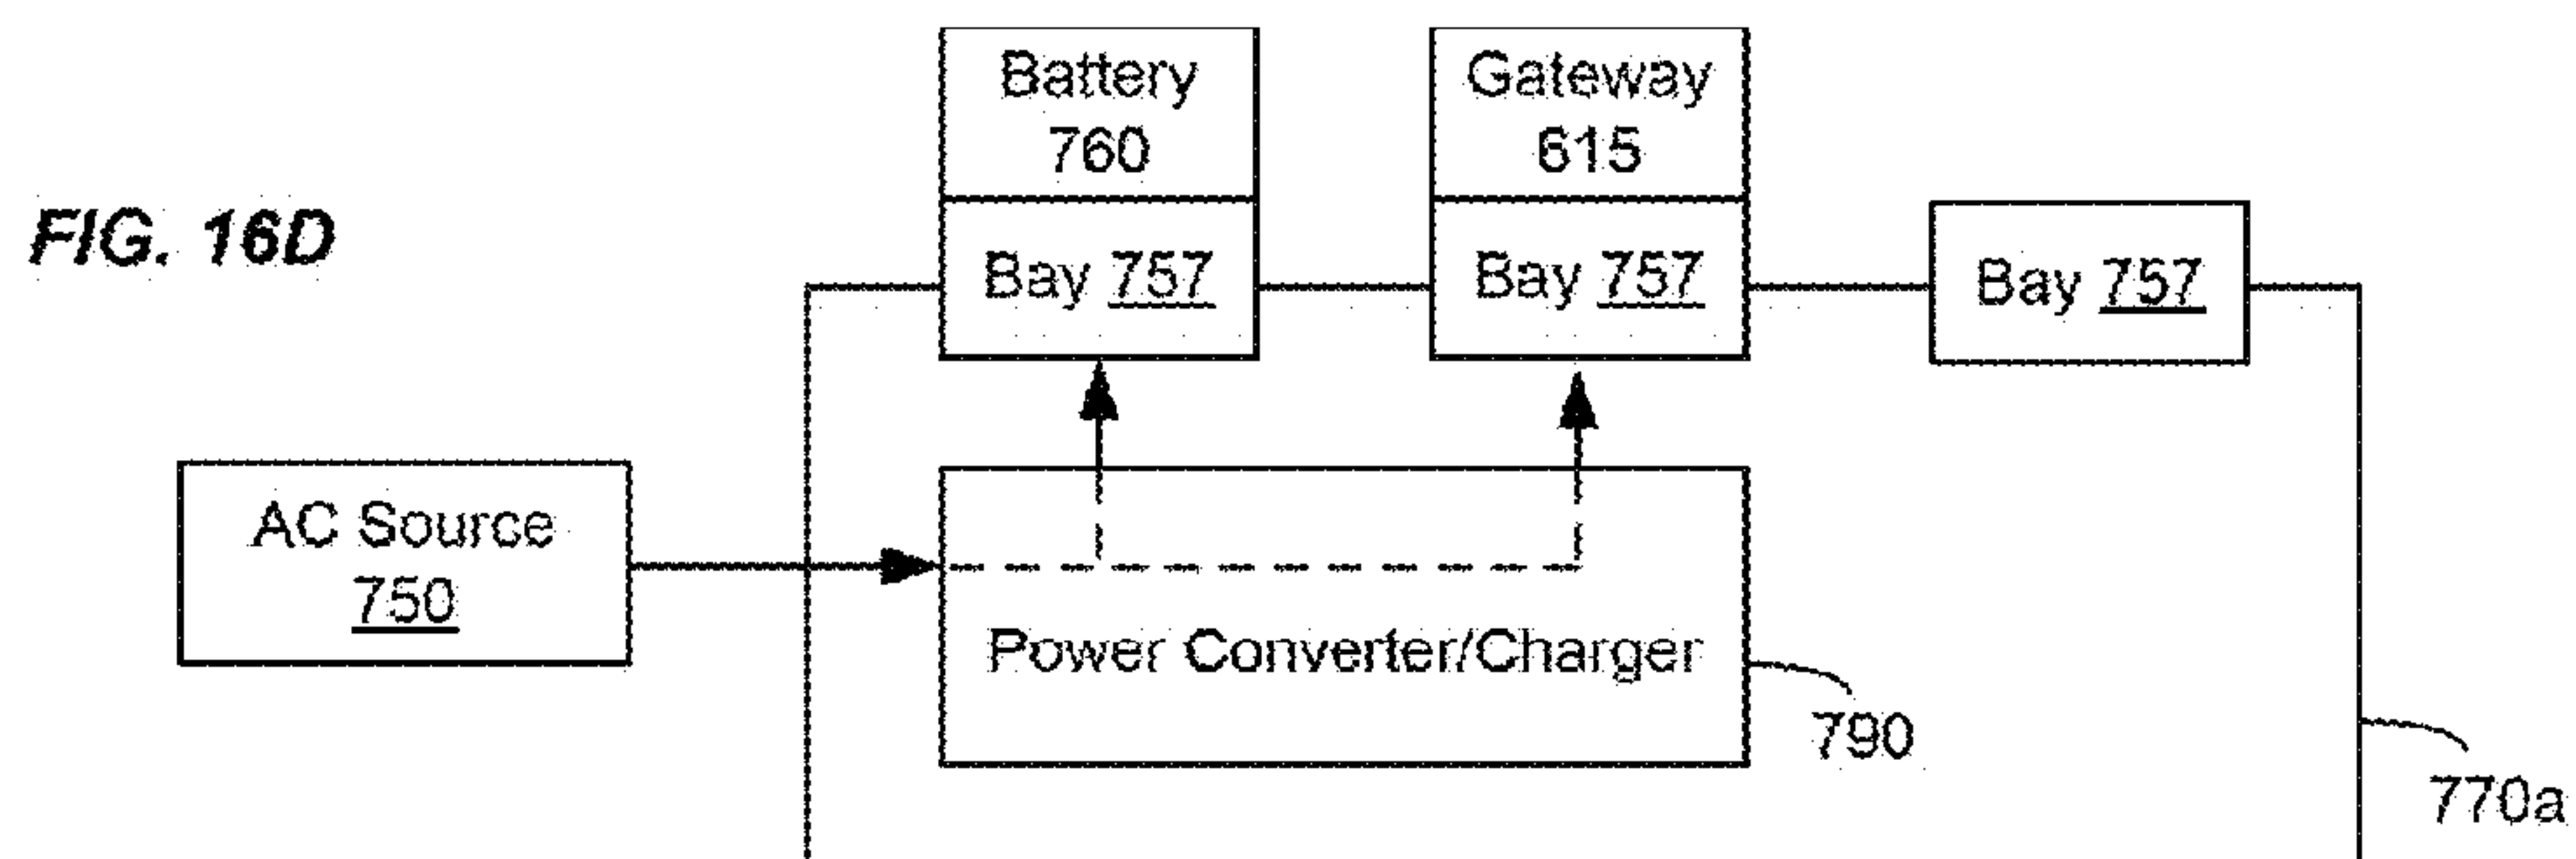 FIG. 16D
Battery
760
Bay 757
Gateway
615
Bay 757
Bay 757
AC Source
750
Power Converter/Charger
790
770a